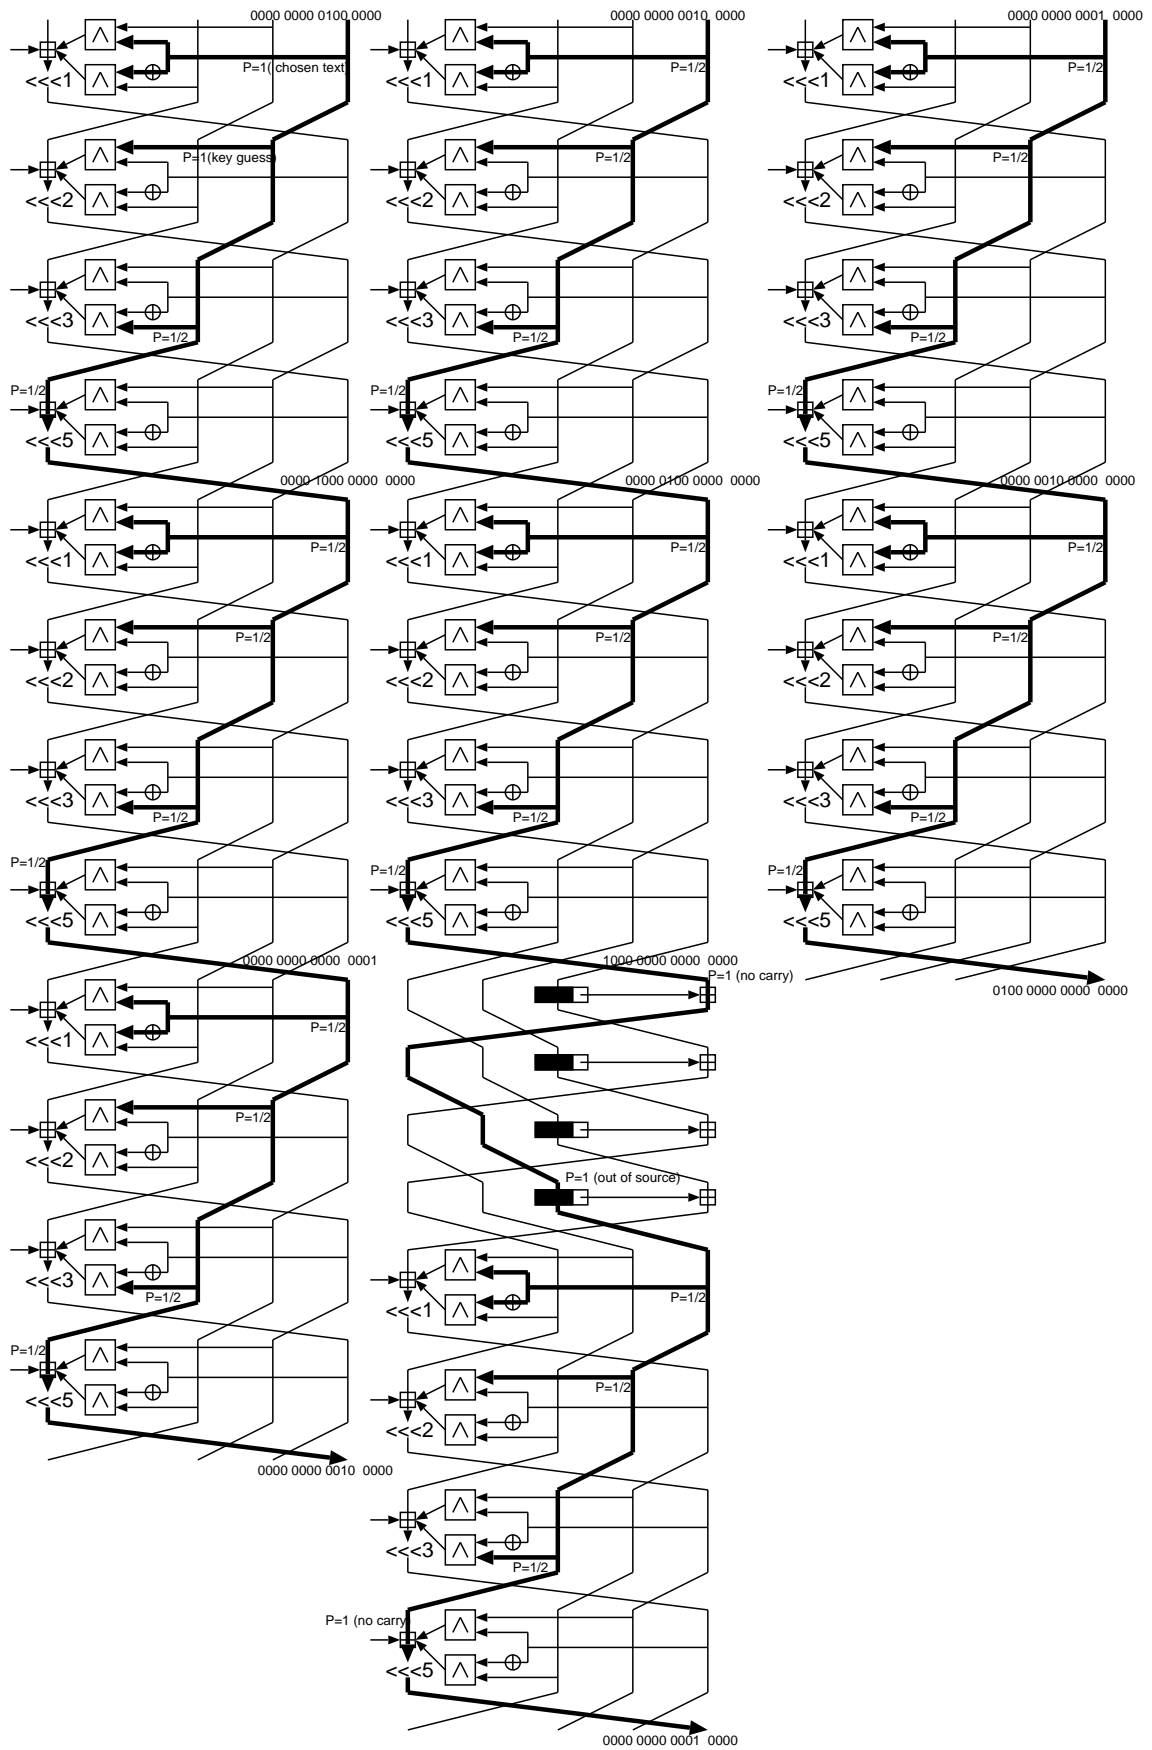 0000 0000 0100 0000
P=1( chosen text)
<<<1
P=1(key guess)
<<<2
<<<3
P=1/2
P=1/2
<<<5
0000 1000 0000 0000
P=1/2
<<<1
P=1/2
<<<2
<<<3
P=1/2
P=1/2
<<<5
0000 0000 0000 0001
P=1/2
<<<1
P=1/2
<<<2
<<<3
P=1/2
P=1/2
<<<5
0000 0000 0010 0000
0000 0000 0010 0000
P=1/2
<<<1
P=1/2
<<<2
<<<3
P=1/2
P=1/2
<<<5
0000 0100 0000 0000
P=1/2
<<<1
P=1/2
<<<2
<<<3
P=1/2
P=1/2
<<<5
1000 0000 0000 0000
P=1 (no carry)
P=1 (out of source)
P=1/2
<<<1
P=1/2
<<<2
<<<3
P=1/2
P=1 (no carry)
<<<5
0000 0000 0001 0000
0000 0000 0001 0000
P=1/2
<<<1
P=1/2
<<<2
<<<3
P=1/2
P=1/2
<<<5
0000 0010 0000 0000
P=1/2
<<<1
P=1/2
<<<2
<<<3
P=1/2
P=1/2
<<<5
0100 0000 0000 0000